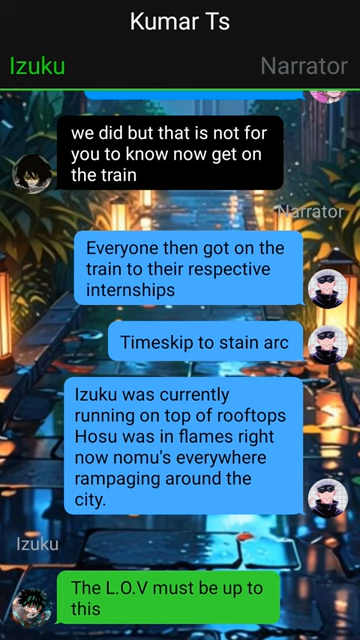 Kumar Ts
Izuku
Narrator
we did but that is not for
you to know now get on
the train
Narrator
Everyone then got on the
train to their respective
internships
Timeskip to stain arc
Izuku was currently
running on top of rooftops
Hosu was in flames right
now nomu's everywhere
rampaging around the
city.
Izuku
The L.O.V must be up to
this